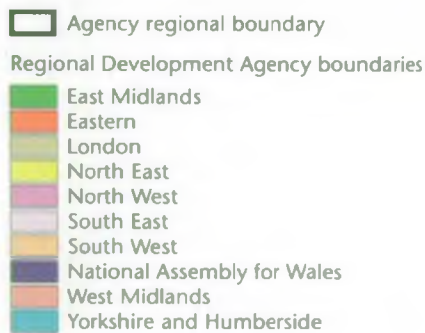 Agency regional boundary
Regional Development Agency boundaries
East Midlands
Eastern
London
North East
North West
South East
South West
National Assembly for Wales
West Midlands
Yorkshire and Humberside